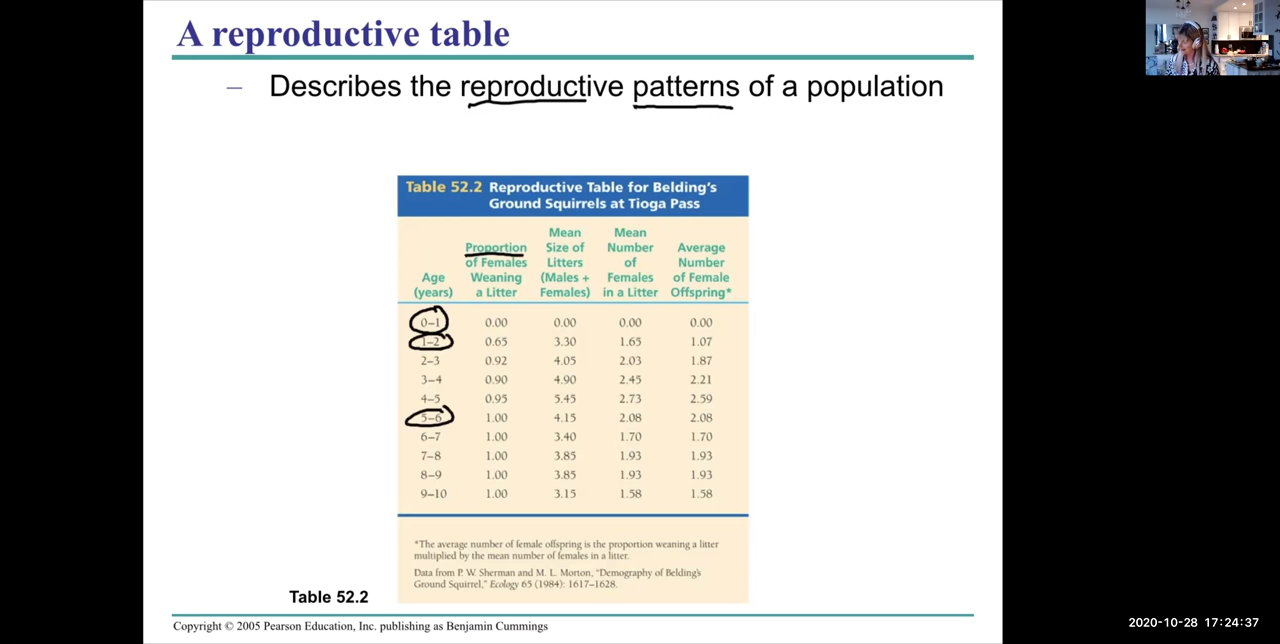 A reproductive table
– Describes the reproductive patterns of a population
Table 52.2 Reproductive Table for Belding's
Ground Squirrels at Tioga Pass
Age (years) Proportion of Females Weaning a Litter Mean Size of Litters (Males + Females) Mean Number of Females in a Litter Average Number of Female Offspring*
0–1 0.00 0.00 0.00 0.00
1–2 0.65 3.30 1.65 1.07
2–3 0.92 4.05 2.03 1.87
3–4 0.90 4.90 2.45 2.21
4–5 0.95 5.45 2.73 2.59
5–6 1.00 4.15 2.08 2.08
6–7 1.00 3.40 1.70 1.70
7–8 1.00 3.85 1.93 1.93
8–9 1.00 3.85 1.93 1.93
9–10 1.00 3.15 1.58 1.58
*The average number of female offspring is the proportion weaning a litter
multiplied by the mean number of females in a litter.
Data from P. W. Sherman and M. L. Morton, "Demography of Belding's
Ground Squirrel," Ecology 65 (1984): 1617–1628.
Table 52.2
Copyright © 2005 Pearson Education, Inc. publishing as Benjamin Cummings
2020-10-28 17:24:37